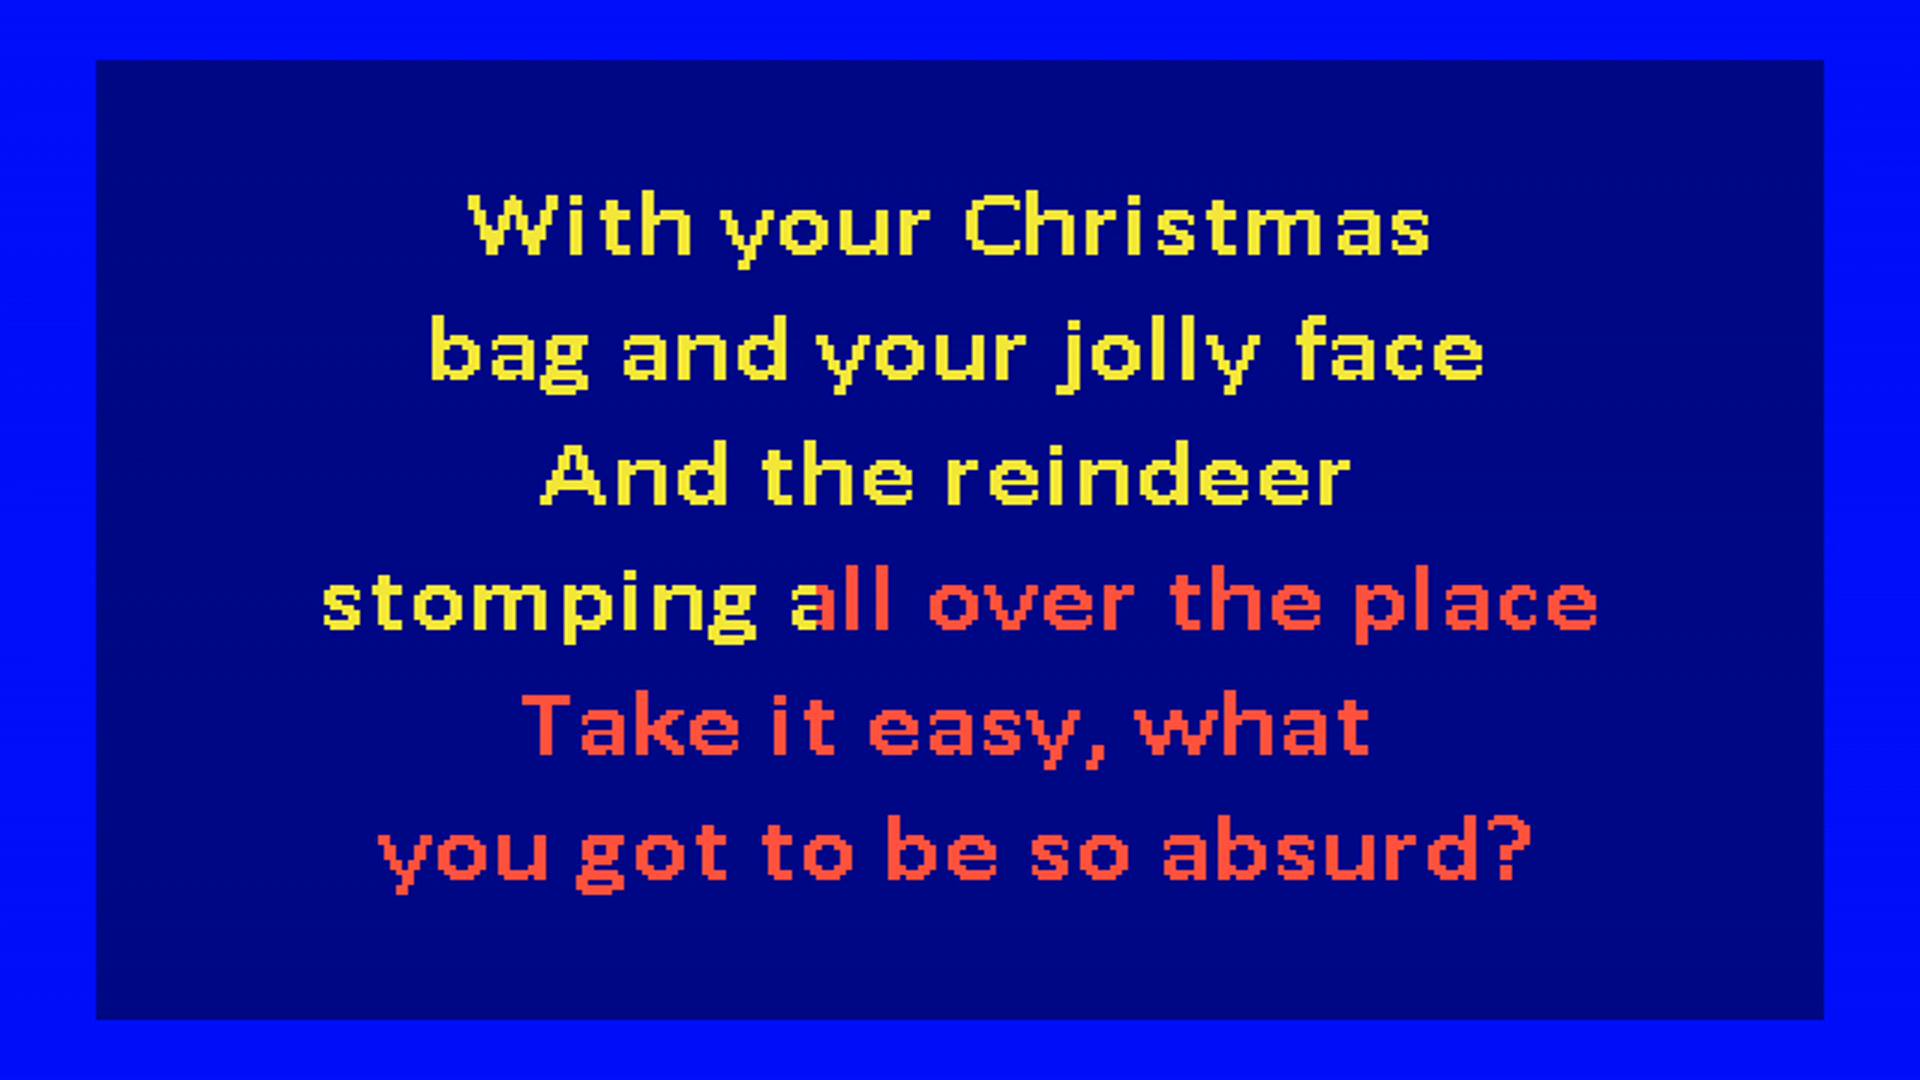 With your Christmas
bag and your jolly face
And the reindeer
stomping all over the place
Take it easy, what
you got to be so absurd?